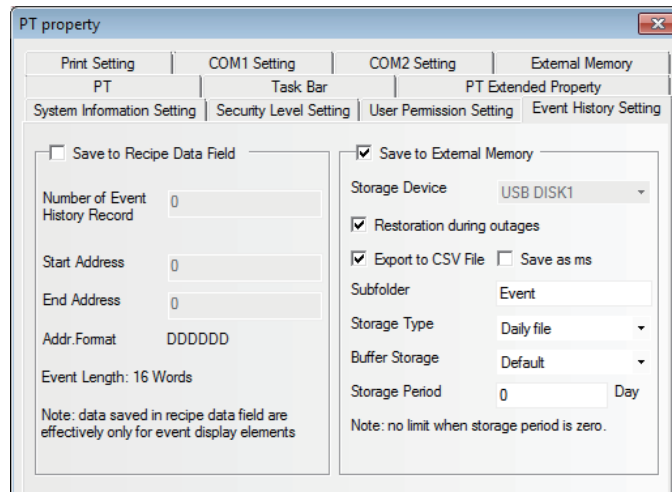 PT property
Print Setting COM1 Setting COM2 Setting External Memory
PT Task Bar PT Extended Property
System Information Setting Security Level Setting User Permission Setting Event History Setting
Save to Recipe Data Field
Number of Event
History Record
0
Start Address 0
End Address 0
Addr.Format DDDDDD
Event Length: 16 Words
Note: data saved in recipe data field are
effectively only for event display elements
Save to External Memory
Storage Device USB DISK1
Restoration during outages
Export to CSV File Save as ms
Subfolder Event
Storage Type Daily file
Buffer Storage Default
Storage Period 0 Day
Note: no limit when storage period is zero.